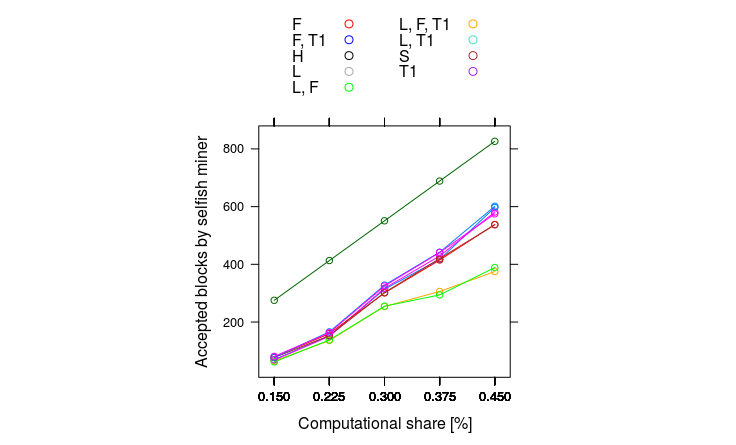 F
F, T1
H
L
L, F
L, F, T1
L, T1
S
T1
Accepted blocks by selfish miner
800
600
400
200
0.150 0.225 0.300 0.375 0.450
Computational share [%]